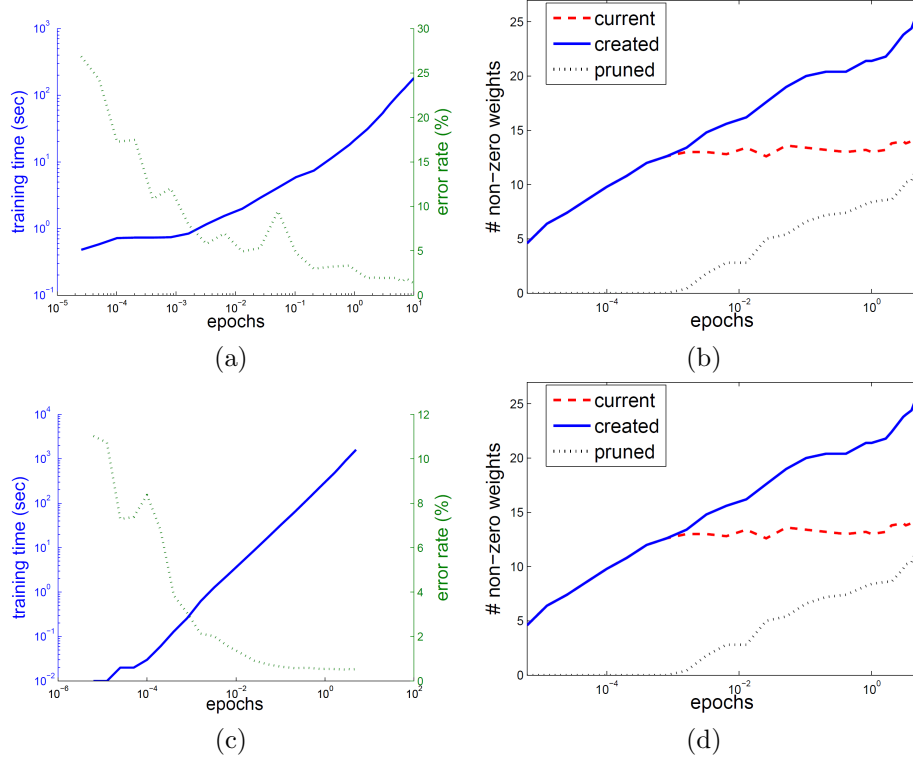 10^3
10^2
10^1
10^0
10^-1
training time (sec)
30
25
20
15
10
5
0
error rate (%)
10^-5
10^-4
10^-3
10^-2
10^-1
10^0
10^1
epochs
(a)
25
20
15
10
5
0
# non-zero weights
current
created
pruned
10^-4
10^-2
10^0
epochs
(b)
10^4
10^3
10^2
10^1
10^0
10^-1
10^-2
training time (sec)
12
10
8
6
4
2
0
error rate (%)
10^-6
10^-4
10^-2
10^0
10^2
epochs
(c)
25
20
15
10
5
0
# non-zero weights
current
created
pruned
10^-4
10^-2
10^0
epochs
(d)